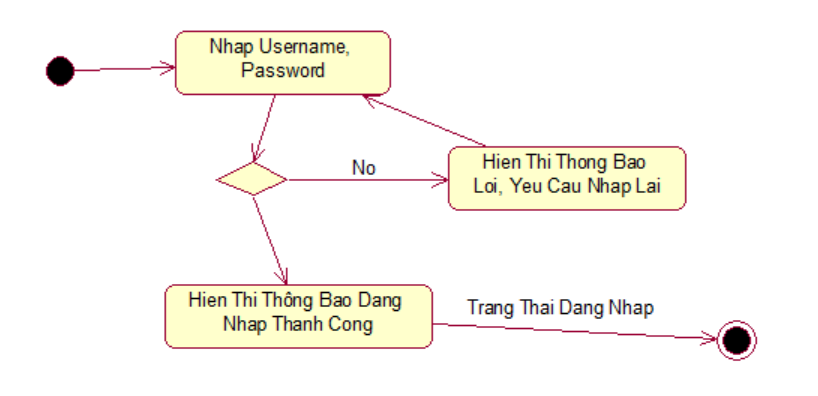 Nhap Username,
Password
No
Hien Thi Thong Bao
Loi, Yeu Cau Nhap Lai
Hien Thi Thông Bao Dang
Nhap Thanh Cong
Trang Thai Dang Nhap